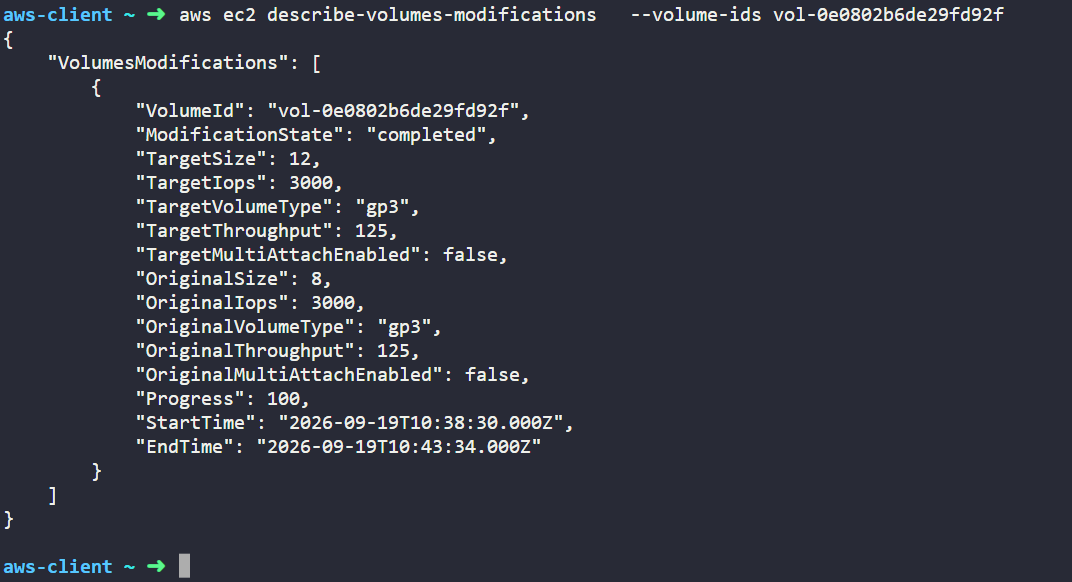 aws-client ~ ➜ aws ec2 describe-volumes-modifications   --volume-ids vol-0e0802b6de29fd92f
{
    "VolumesModifications": [
        {
            "VolumeId": "vol-0e0802b6de29fd92f",
            "ModificationState": "completed",
            "TargetSize": 12,
            "TargetIops": 3000,
            "TargetVolumeType": "gp3",
            "TargetThroughput": 125,
            "TargetMultiAttachEnabled": false,
            "OriginalSize": 8,
            "OriginalIops": 3000,
            "OriginalVolumeType": "gp3",
            "OriginalThroughput": 125,
            "OriginalMultiAttachEnabled": false,
            "Progress": 100,
            "StartTime": "2026-09-19T10:38:30.000Z",
            "EndTime": "2026-09-19T10:43:34.000Z"
        }
    ]
}
aws-client ~ ➜